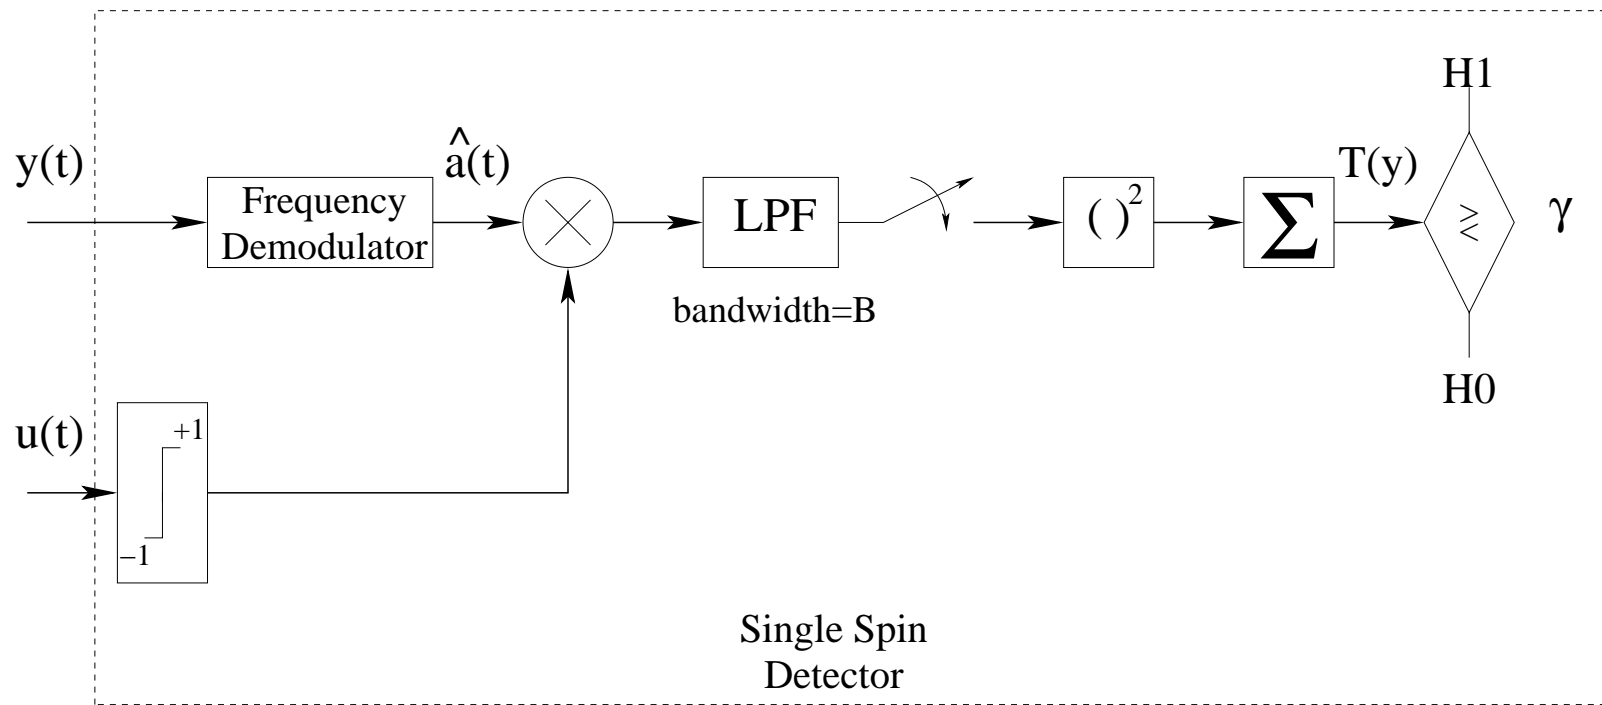 H1
y(t)
^
a(t)
T(y)
Frequency
Demodulator
LPF
( )²
Σ
≥
≤
γ
bandwidth=B
H0
u(t)
+1
−1
Single Spin
Detector